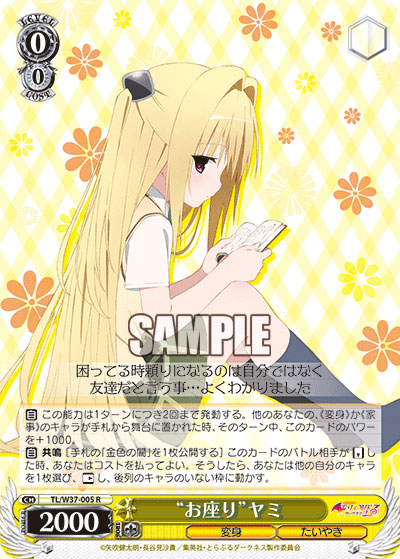 LEVEL
0
0
COST
SAMPLE
困ってる時頼りになるのは自分ではなく
友達だと言う事…よくわかりました
自 この能力は1ターンにつき2回まで発動する。他のあなたの、《変身》か《家
事》のキャラが手札から舞台に置かれた時、そのターン中、このカードのパワーを
+1000。
自 共鳴 [手札の「金色の闇」を1枚公開する] このカードのバトル相手が
した時、あなたはコストを払ってよい。そうしたら、あなたは他の自分のキャラ
を1枚選び、し、後列のキャラのいない枠に動かす。
CH TL/W37-005 R
2000
“お座り”ヤミ
変身
たいやき
©矢吹健太朗・長谷見沙貴／集英社・とらぶるダークネス製作委員会